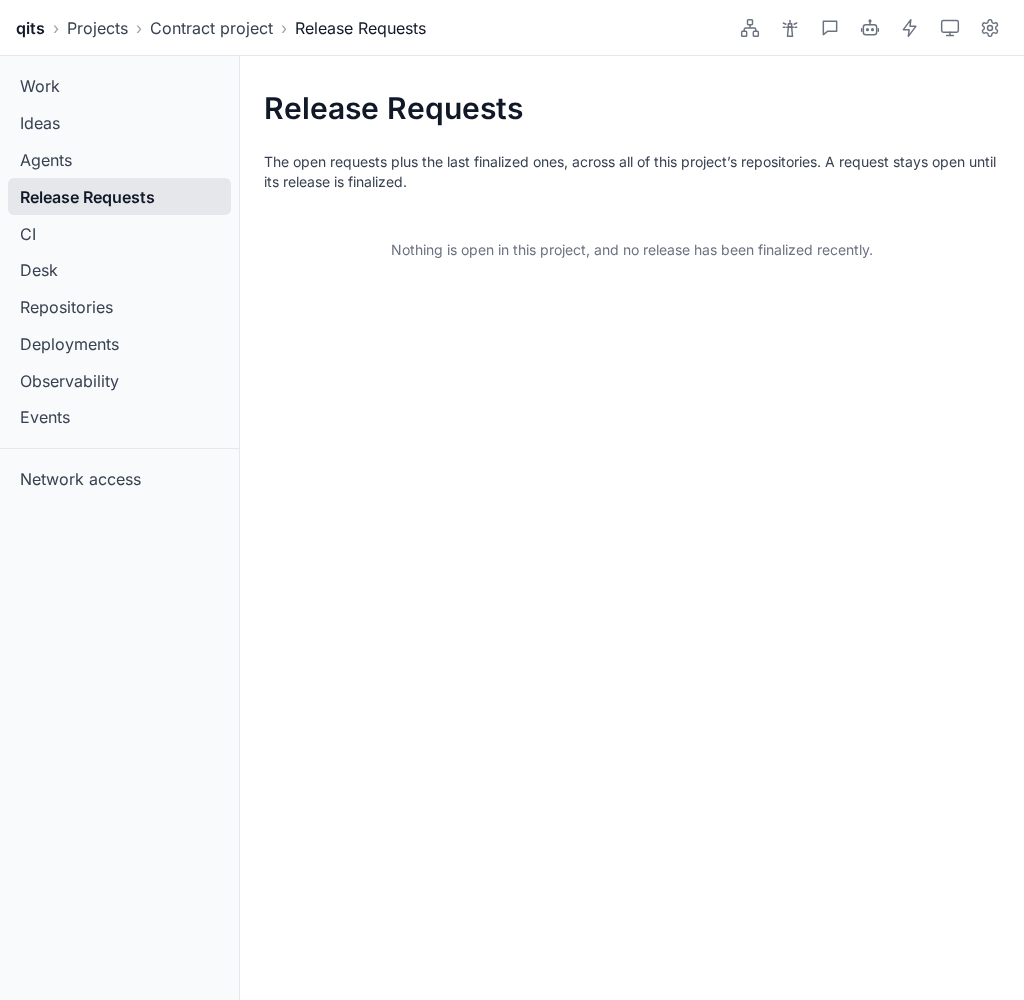 qits › Projects › Contract project › Release Requests
Work
Ideas
Agents
Release Requests
CI
Desk
Repositories
Deployments
Observability
Events
Network access
Release Requests
The open requests plus the last finalized ones, across all of this project’s repositories. A request stays open until
its release is finalized.
Nothing is open in this project, and no release has been finalized recently.